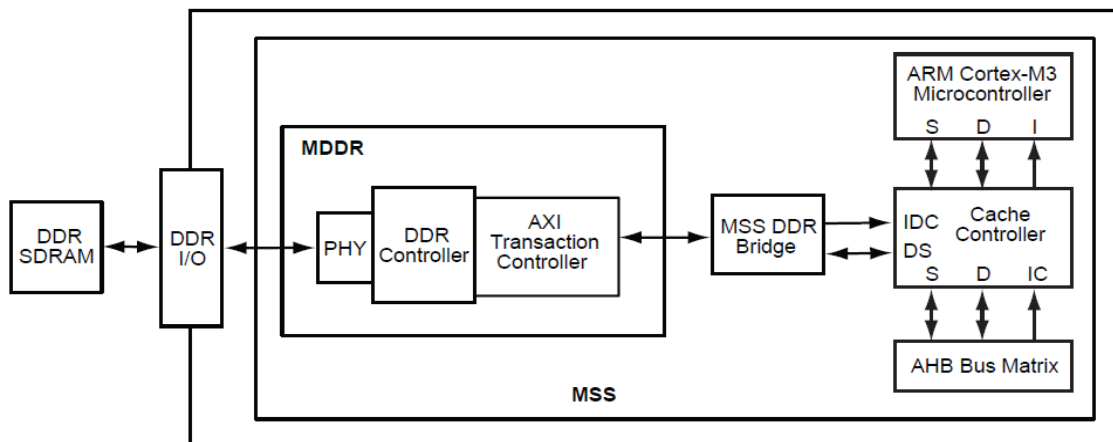 ARM Cortex-M3
Microcontroller
S D I
MDDR
DDR
SDRAM
DDR
I/O
PHY
DDR
Controller
AXI
Transaction
Controller
MSS DDR
Bridge
IDC
Cache
Controller
DS
S D IC
AHB Bus Matrix
MSS